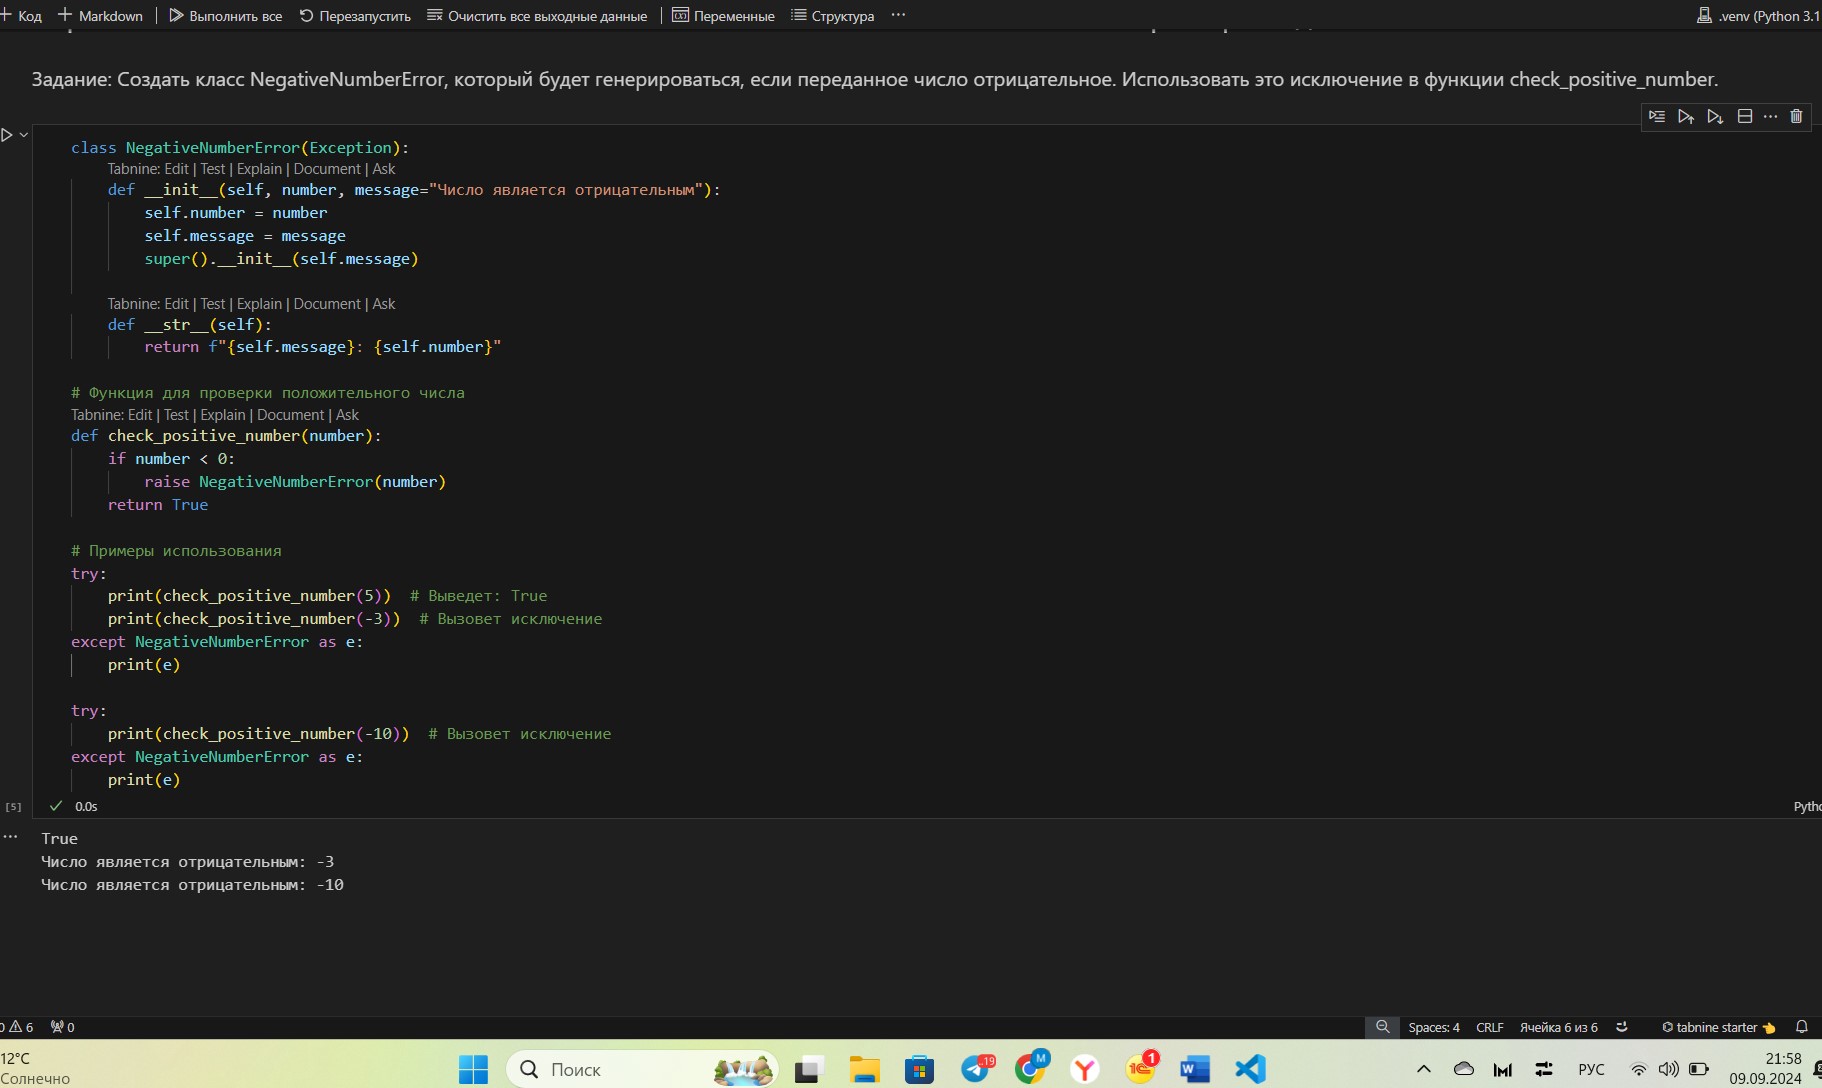 Код Markdown Выполнить все Перезапустить Очистить все выходные данные Переменные Структура ··· .venv (Python 3.1
Задание: Создать класс NegativeNumberError, который будет генерироваться, если переданное число отрицательное. Использовать это исключение в функции check_positive_number.
class NegativeNumberError(Exception):
Tabnine: Edit | Test | Explain | Document | Ask
def __init__(self, number, message="Число является отрицательным"):
self.number = number
self.message = message
super().__init__(self.message)
Tabnine: Edit | Test | Explain | Document | Ask
def __str__(self):
return f"{self.message}: {self.number}"
# Функция для проверки положительного числа
Tabnine: Edit | Test | Explain | Document | Ask
def check_positive_number(number):
if number < 0:
raise NegativeNumberError(number)
return True
# Примеры использования
try:
print(check_positive_number(5)) # Выведет: True
print(check_positive_number(-3)) # Вызовет исключение
except NegativeNumberError as e:
print(e)
try:
print(check_positive_number(-10)) # Вызовет исключение
except NegativeNumberError as e:
print(e)
[5] 0.0s Pytho
True
Число является отрицательным: -3
Число является отрицательным: -10
0 6 0 Spaces: 4 CRLF Ячейка 6 из 6 tabnine starter
12°C
Солнечно
Поиск 19 M 1 РУС
21:58
09.09.2024